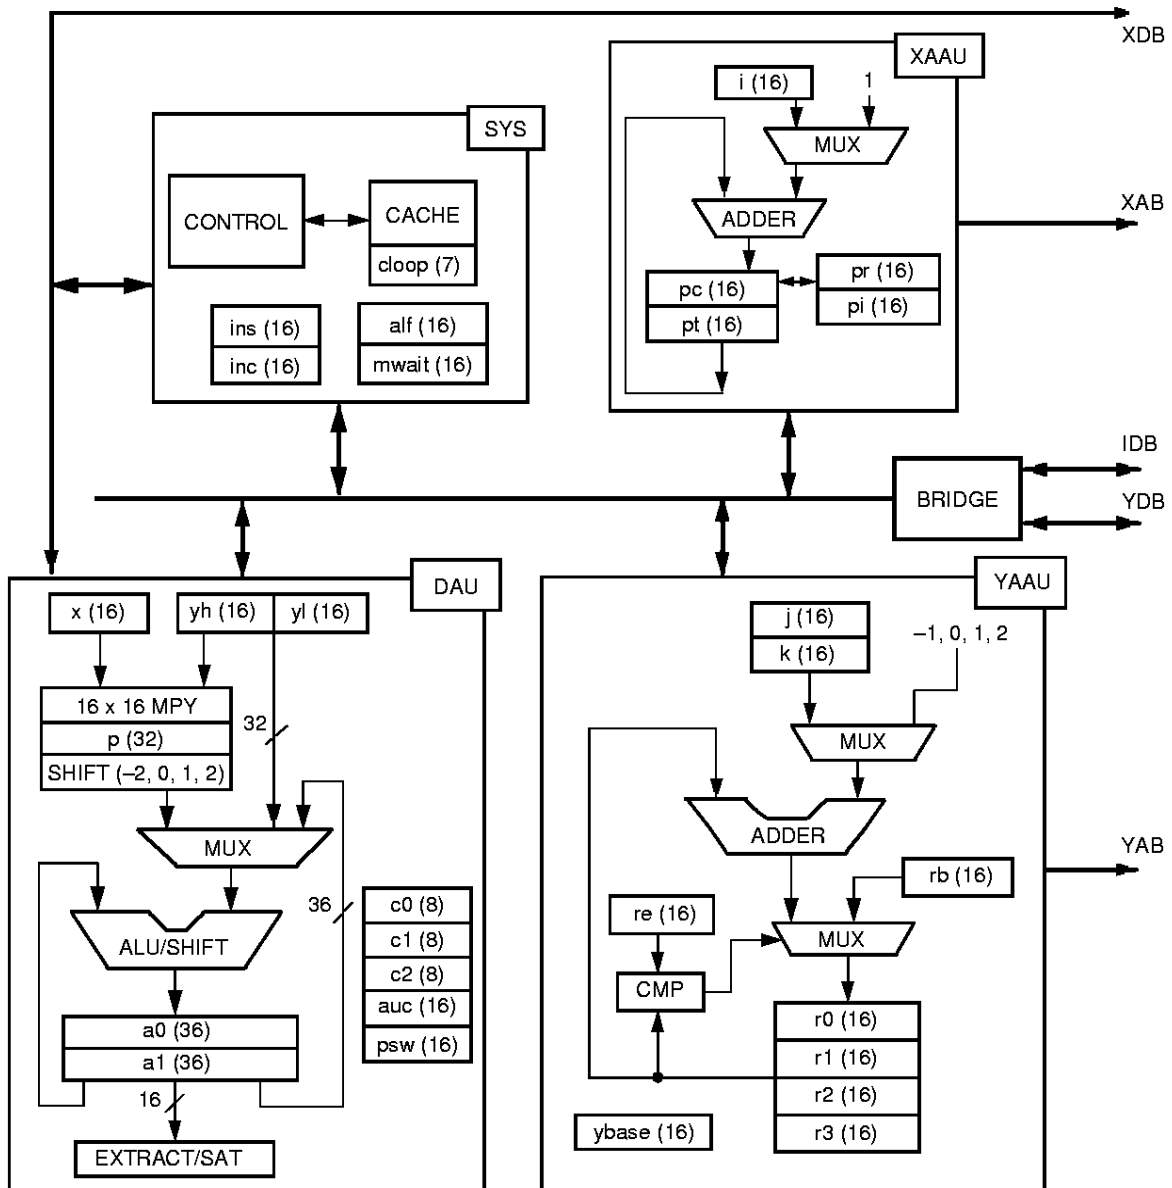 XDB
XAAU
i (16)
1
MUX
ADDER
pc (16)
pt (16)
pr (16)
pi (16)
XAB
SYS
CONTROL
CACHE
cloop (7)
ins (16)
inc (16)
alf (16)
mwait (16)
BRIDGE
IDB
YDB
DAU
x (16)
yh (16)
yl (16)
16 x 16 MPY
p (32)
SHIFT (–2, 0, 1, 2)
32
MUX
ALU/SHIFT
36
a0 (36)
a1 (36)
16
EXTRACT/SAT
c0 (8)
c1 (8)
c2 (8)
auc (16)
psw (16)
YAAU
j (16)
k (16)
–1, 0, 1, 2
MUX
ADDER
rb (16)
re (16)
MUX
CMP
r0 (16)
r1 (16)
r2 (16)
r3 (16)
ybase (16)
YAB